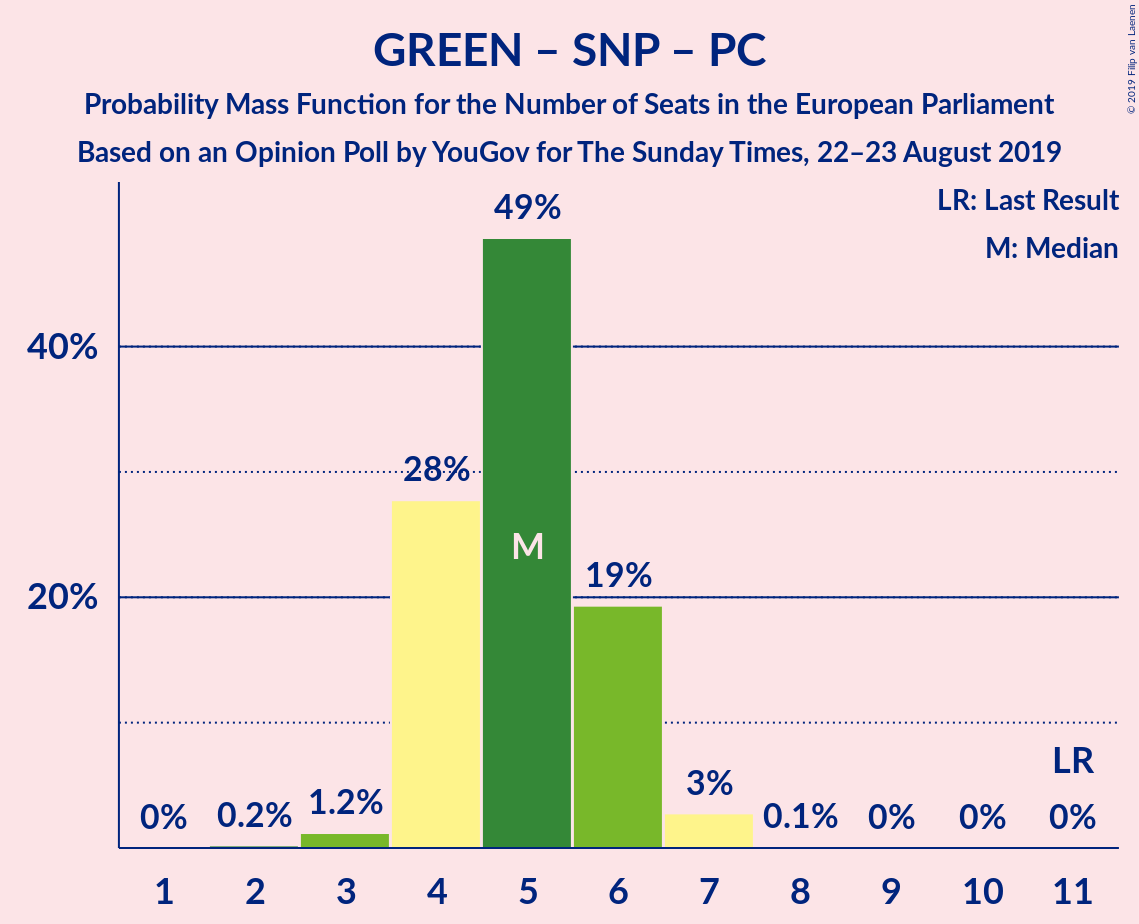 GREEN – SNP – PC
Probability Mass Function for the Number of Seats in the European Parliament
Based on an Opinion Poll by YouGov for The Sunday Times, 22–23 August 2019
© 2019 Filip van Laenen
LR: Last Result
M: Median
49%
40%
28%
M
19%
20%
LR
3%
1.2%
0% 0.2% 0.1% 0% 0% 0%
1 2 3 4 5 6 7 8 9 10 11